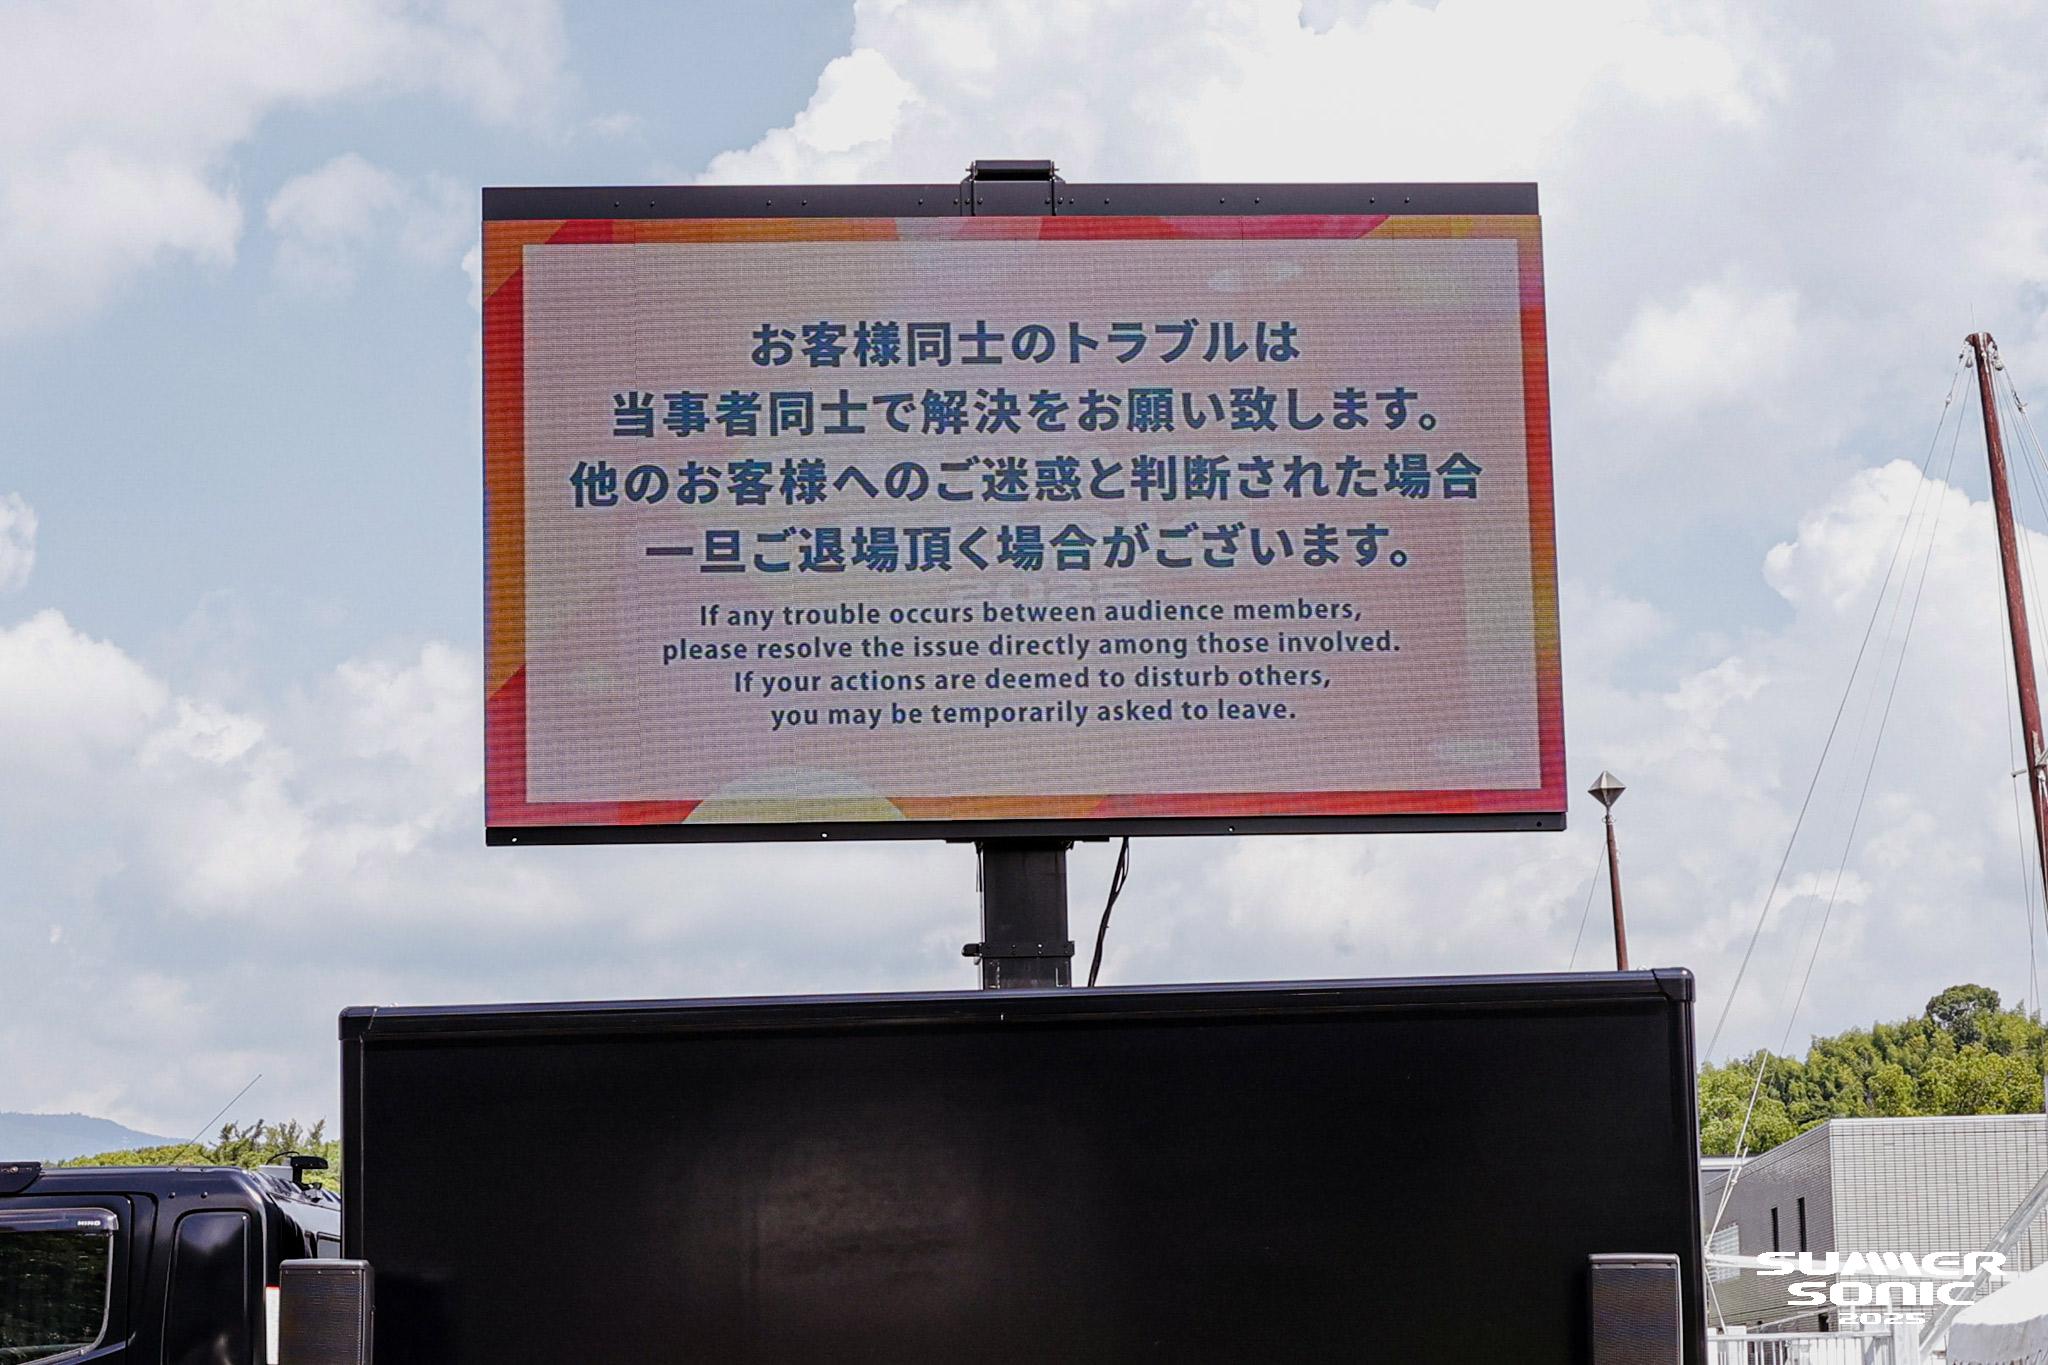 お客様同士のトラブルは
当事者同士で解決をお願い致します。
他のお客様へのご迷惑と判断された場合
一旦ご退場頂く場合がございます。
If any trouble occurs between audience members,
please resolve the issue directly among those involved.
If your actions are deemed to disturb others,
you may be temporarily asked to leave.
HINO
SUMMER
SONIC
2025